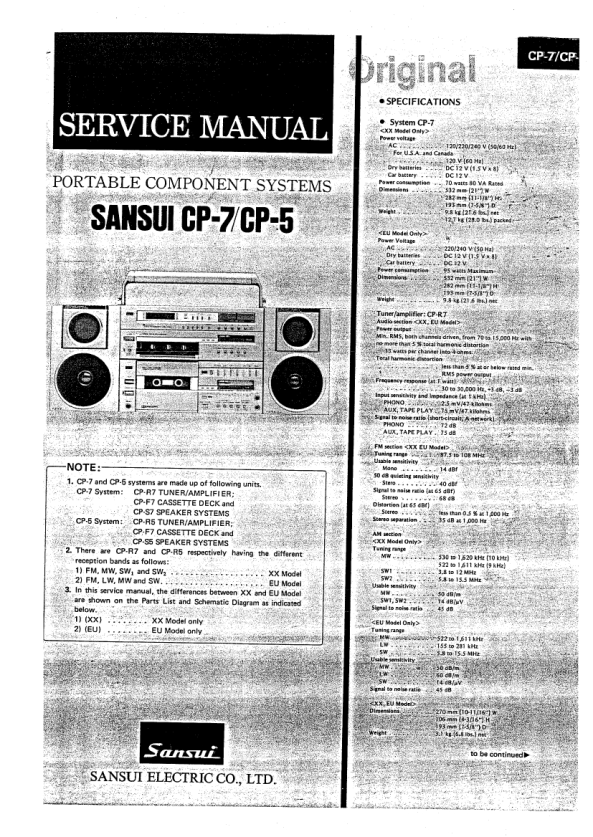 SERVICE MANUAL
PORTABLE COMPONENT SYSTEMS
SANSUI CP-7/CP-5
NOTE:
1. CP-7 and CP-5 systems are made up of following units.
CP-7 System: CP-R7 TUNER/AMPLIFIER;
CP-F7 CASSETTE DECK and
CP-S7 SPEAKER SYSTEMS
CP-5 System: CP-R5 TUNER/AMPLIFIER;
CP-F7 CASSETTE DECK and
CP-S5 SPEAKER SYSTEMS
2. There are CP-R7 and CP-R5 respectively having the different
reception bands as follows:
1) FM, MW, SW₁ and SW₂ . . . . . . . . . . . . . . . . XX Model
2) FM, LW, MW and SW. . . . . . . . . . . . . . . . . . EU Model
3. In this service manual, the differences between XX and EU Model
are shown on the Parts List and Schematic Diagram as indicated
below.
1) (XX) . . . . . . . . XX Model only
2) (EU) . . . . . . . . EU Model only
Sansui
SANSUI ELECTRIC CO., LTD.
CP-7/CP-
Original
● SPECIFICATIONS
● System CP-7
<XX Model Only>
Power voltage
AC . . . . . . . . . . 120/220/240 V (50/60 Hz)
For U.S.A. and Canada
. . . . . . . . . . 120 V (60 Hz)
Dry batteries . . . . DC 12 V (1.5 V x 8)
Car battery . . . . . DC 12 V
Power consumption . 70 watts 80 VA Rated
Dimensions . . . . . . 532 mm (21") W
282 mm (11-1/8") H
193 mm (7-5/8") D
Weight . . . . . . . . . 9.8 kg (21.6 lbs.) net
12.7 kg (28.0 lbs.) packed
<EU Model Only>
Power Voltage
AC . . . . . . . . . . 220/240 V (50 Hz)
Dry batteries . . . . DC 12 V (1.5 V x 8)
Car battery . . . . . DC 12 V
Power consumption . 95 watts Maximum
Dimensions . . . . . . 532 mm (21") W
282 mm (11-1/8") H
193 mm (7-5/8") D
Weight . . . . . . . . . 9.8 kg (21.6 lbs.) net
Tuner/amplifier: CP-R7
Audio section <XX, EU Model>
Power output
Min. RMS, both channels driven, from 70 to 15,000 Hz with
no more than 5 % total harmonic distortion
15 watts per channel into 4 ohms
Total harmonic distortion
less than 5 % at or below rated min.
RMS power output
Frequency response (at 1 watt)
30 to 30,000 Hz, +3 dB, −3 dB
Input sensitivity and impedance (at 1 kHz)
PHONO . . . . . . . 2.5 mV/47 kilohms
AUX, TAPE PLAY . 75 mV/47 kilohms
Signal to noise ratio (short-circuit, A-network)
PHONO . . . . . . . 72 dB
AUX, TAPE PLAY . 75 dB
FM section <XX EU Model>
Tuning range . . . . . . 87.5 to 108 MHz
Usable sensitivity
Mono . . . . . . . . . 14 dBf
50 dB quieting sensitivity
Stereo . . . . . . . . . 40 dBf
Signal to noise ratio (at 65 dBf)
Stereo . . . . . . . . . 68 dB
Distortion (at 65 dBf)
Stereo . . . . . . . . . less than 0.5 % at 1,000 Hz
Stereo separation . . . . 35 dB at 1,000 Hz
AM section
<XX Model Only>
Tuning range
MW . . . . . . . . . . 530 to 1,620 kHz (10 kHz)
522 to 1,611 kHz (9 kHz)
SW1 . . . . . . . . . . 3.8 to 12 MHz
SW2 . . . . . . . . . . 5.8 to 15.5 MHz
Usable sensitivity
MW . . . . . . . . . . 50 dB/m
SW1, SW2 . . . . . . 14 dB/μV
Signal to noise ratio . . 45 dB
<EU Model Only>
Tuning range
MW . . . . . . . . . . 522 to 1,611 kHz
LW . . . . . . . . . . 155 to 281 kHz
SW . . . . . . . . . . 5.8 to 15.5 MHz
Usable sensitivity
MW . . . . . . . . . . 50 dB/m
LW . . . . . . . . . . 60 dB/m
SW . . . . . . . . . . 14 dB/μV
Signal to noise ratio . . 45 dB
<XX, EU Model>
Dimensions . . . . . . 270 mm (10-11/16") W
106 mm (4-3/16") H
193 mm (7-5/8") D
Weight . . . . . . . . . 3.1 kg (6.8 lbs.) net
to be continued▶